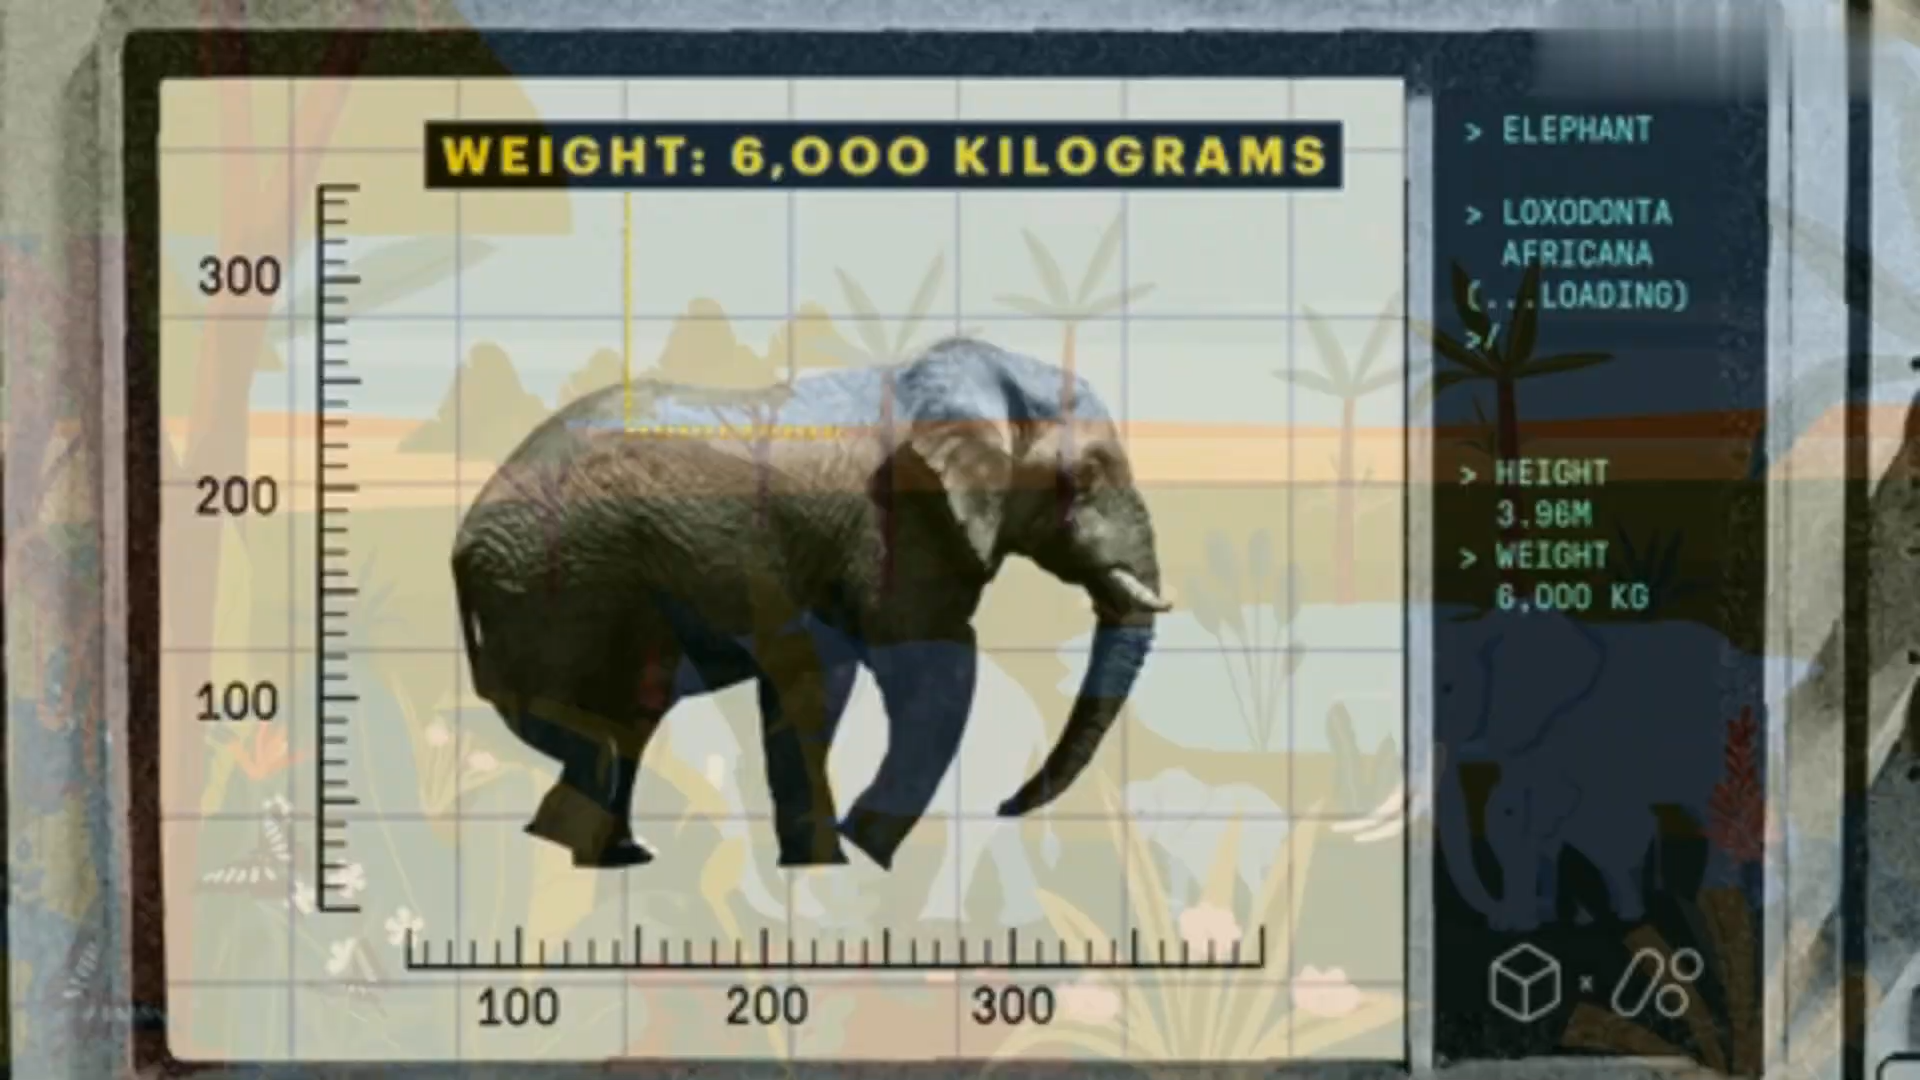 WEIGHT: 6,000 KILOGRAMS
300
200
100
100 200 300
> ELEPHANT
> LOXODONTA
AFRICANA
(...LOADING)
>/
> HEIGHT
3.96M
> WEIGHT
6,000 KG
x